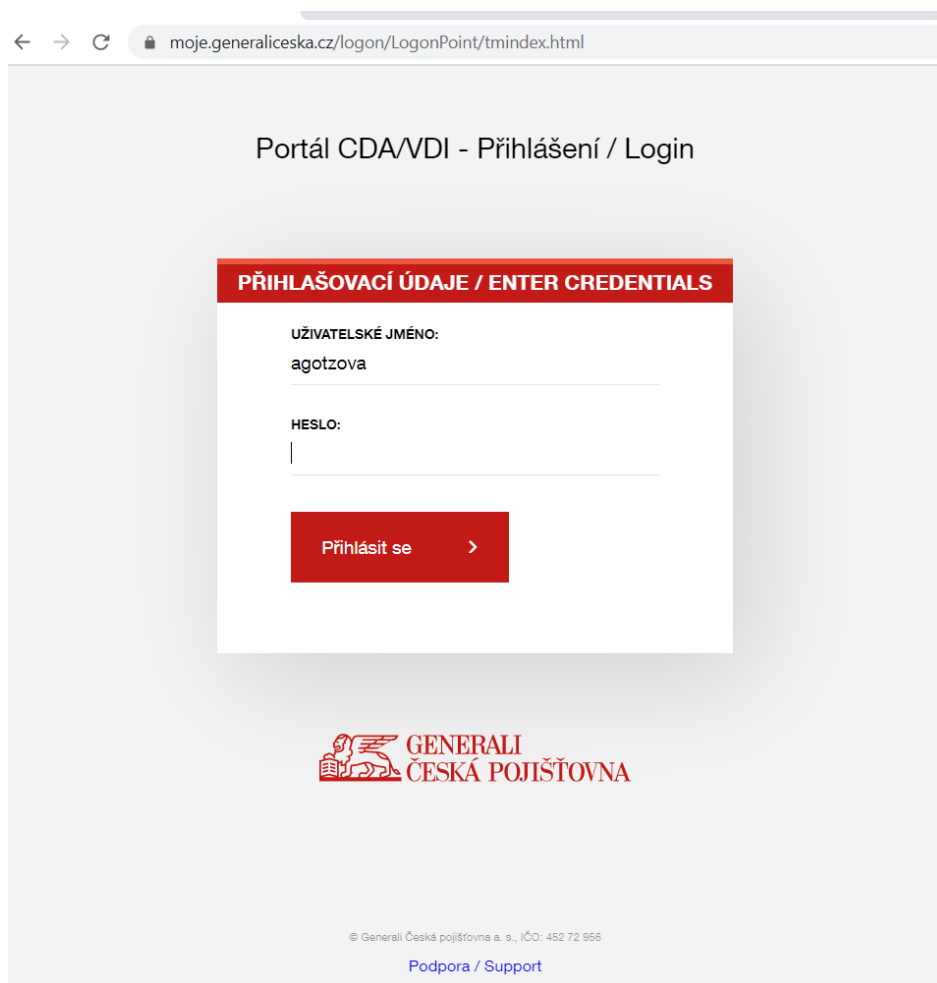 moje.generaliceska.cz/logon/LogonPoint/tmindex.html
Portál CDA/VDI - Přihlášení / Login
PŘIHLAŠOVACÍ ÚDAJE / ENTER CREDENTIALS
UŽIVATELSKÉ JMÉNO:
agotzova
HESLO:
Přihlásit se
GENERALI
ČESKÁ POJIŠŤOVNA
© Generali Česká pojišťovna a. s., IČO: 452 72 956
Podpora / Support